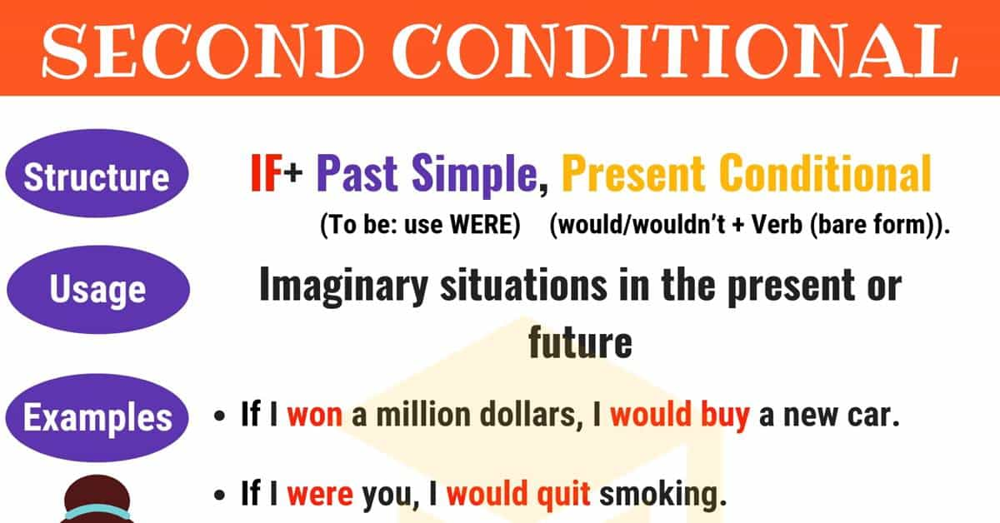 SECOND CONDITIONAL
Structure
IF+ Past Simple, Present Conditional
(To be: use WERE) (would/wouldn’t + Verb (bare form)).
Usage
Imaginary situations in the present or
future
Examples
• If I won a million dollars, I would buy a new car.
• If I were you, I would quit smoking.